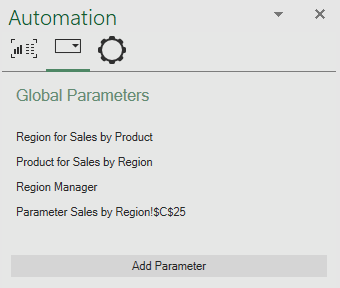 Automation
Global Parameters
Region for Sales by Product
Product for Sales by Region
Region Manager
Parameter Sales by Region!$C$25
Add Parameter